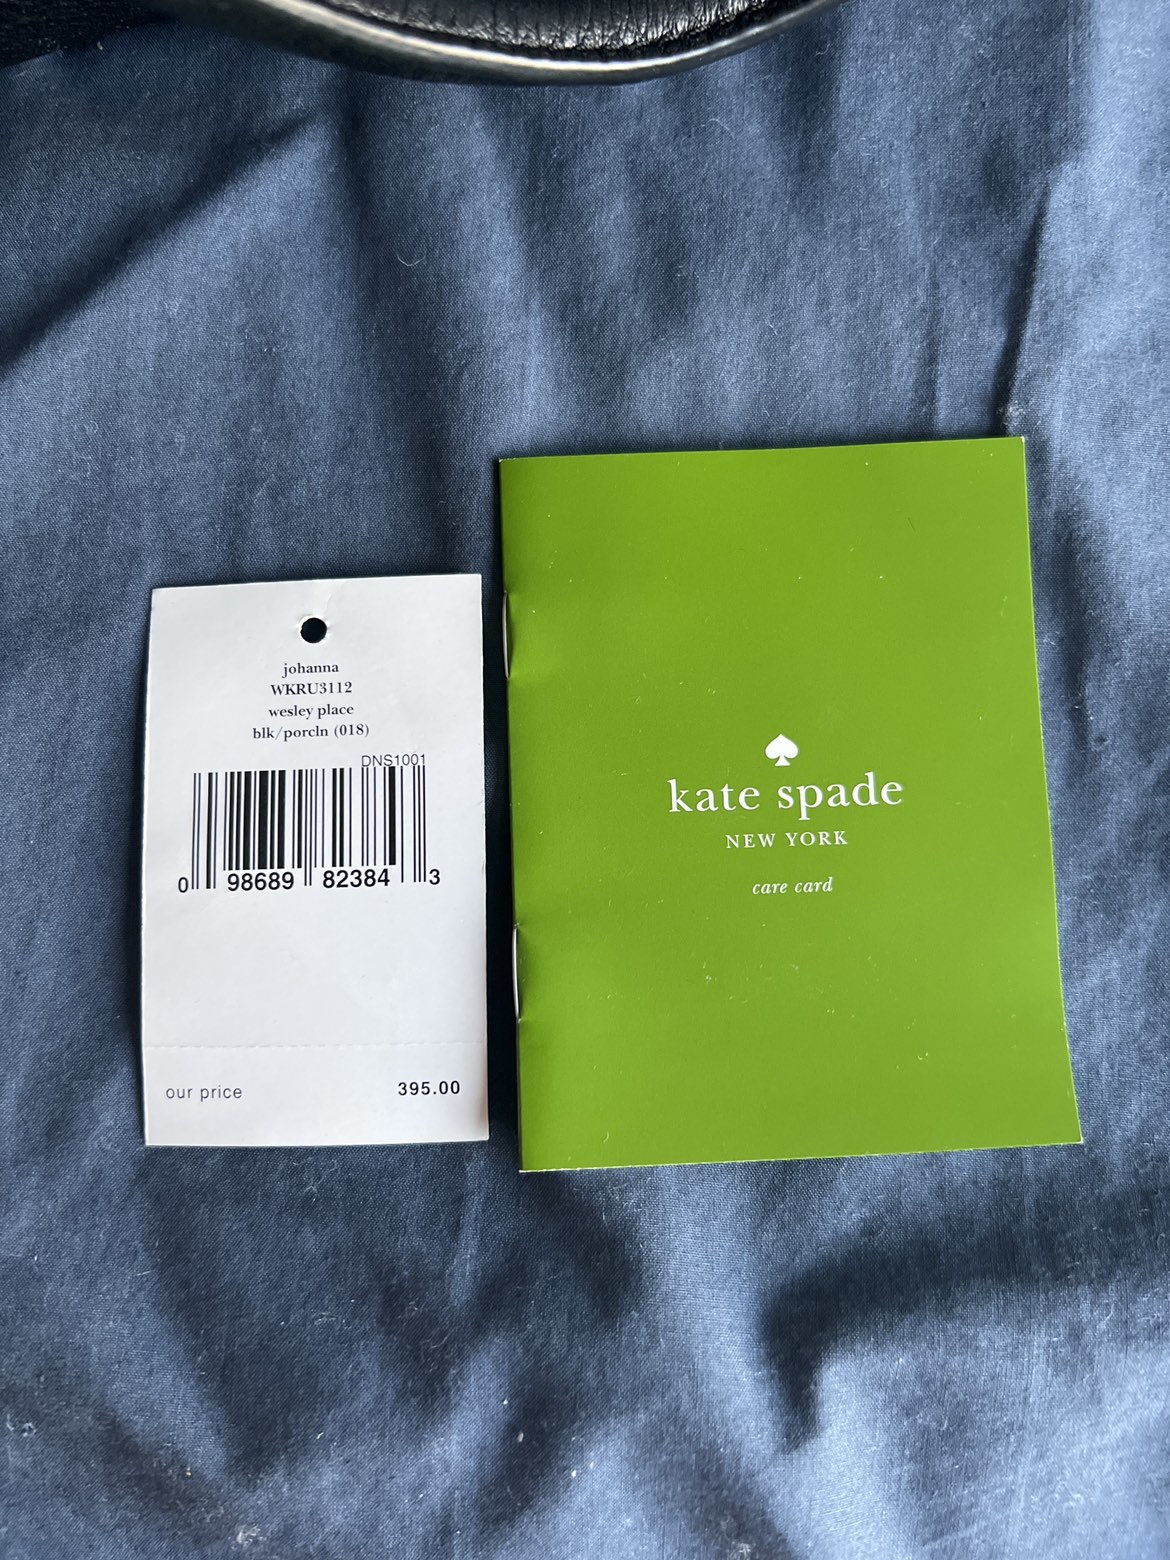 johanna
WKRU3112
wesley place
blk/porcln (018)
DNS1001
0 98689 82384 3
our price 395.00
kate spade
NEW YORK
care card